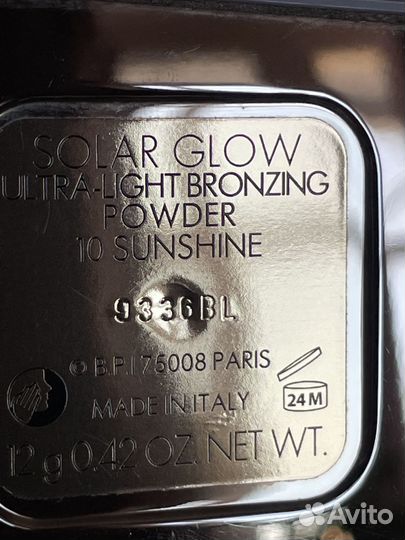 SOLAR GLOW
ULTRA-LIGHT BRONZING
POWDER
10 SUNSHINE
9336BL
© B.P.I 75008 PARIS
MADE IN ITALY
24 M
12 g 0.42 OZ. NET WT.
Avito